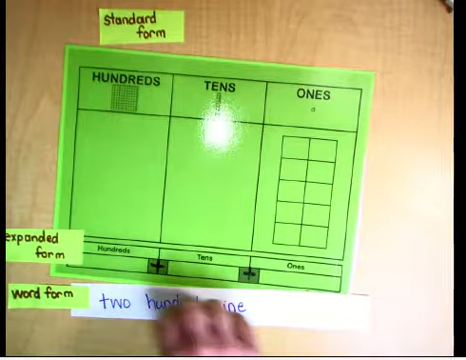 standard
form
HUNDREDS TENS ONES
expanded
form
Hundreds Tens Ones
+ +
word form
two